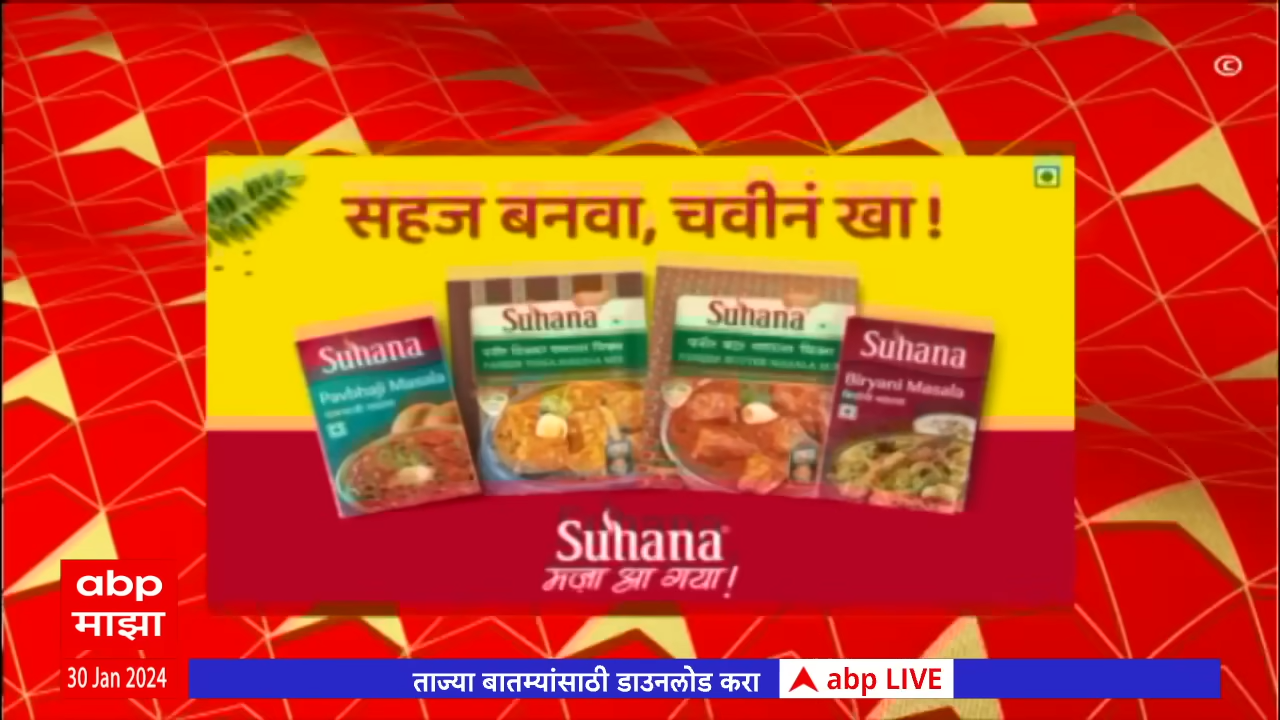 ©
सहज बनवा, चवीनं खा!
Suhana
Pavbhaji Masala
Suhana
Suhana
Suhana
Biryani Masala
Suhana
मज़ा आ गया!
abp
माझा
30 Jan 2024
ताज्या बातम्यांसाठी डाउनलोड करा
abp LIVE